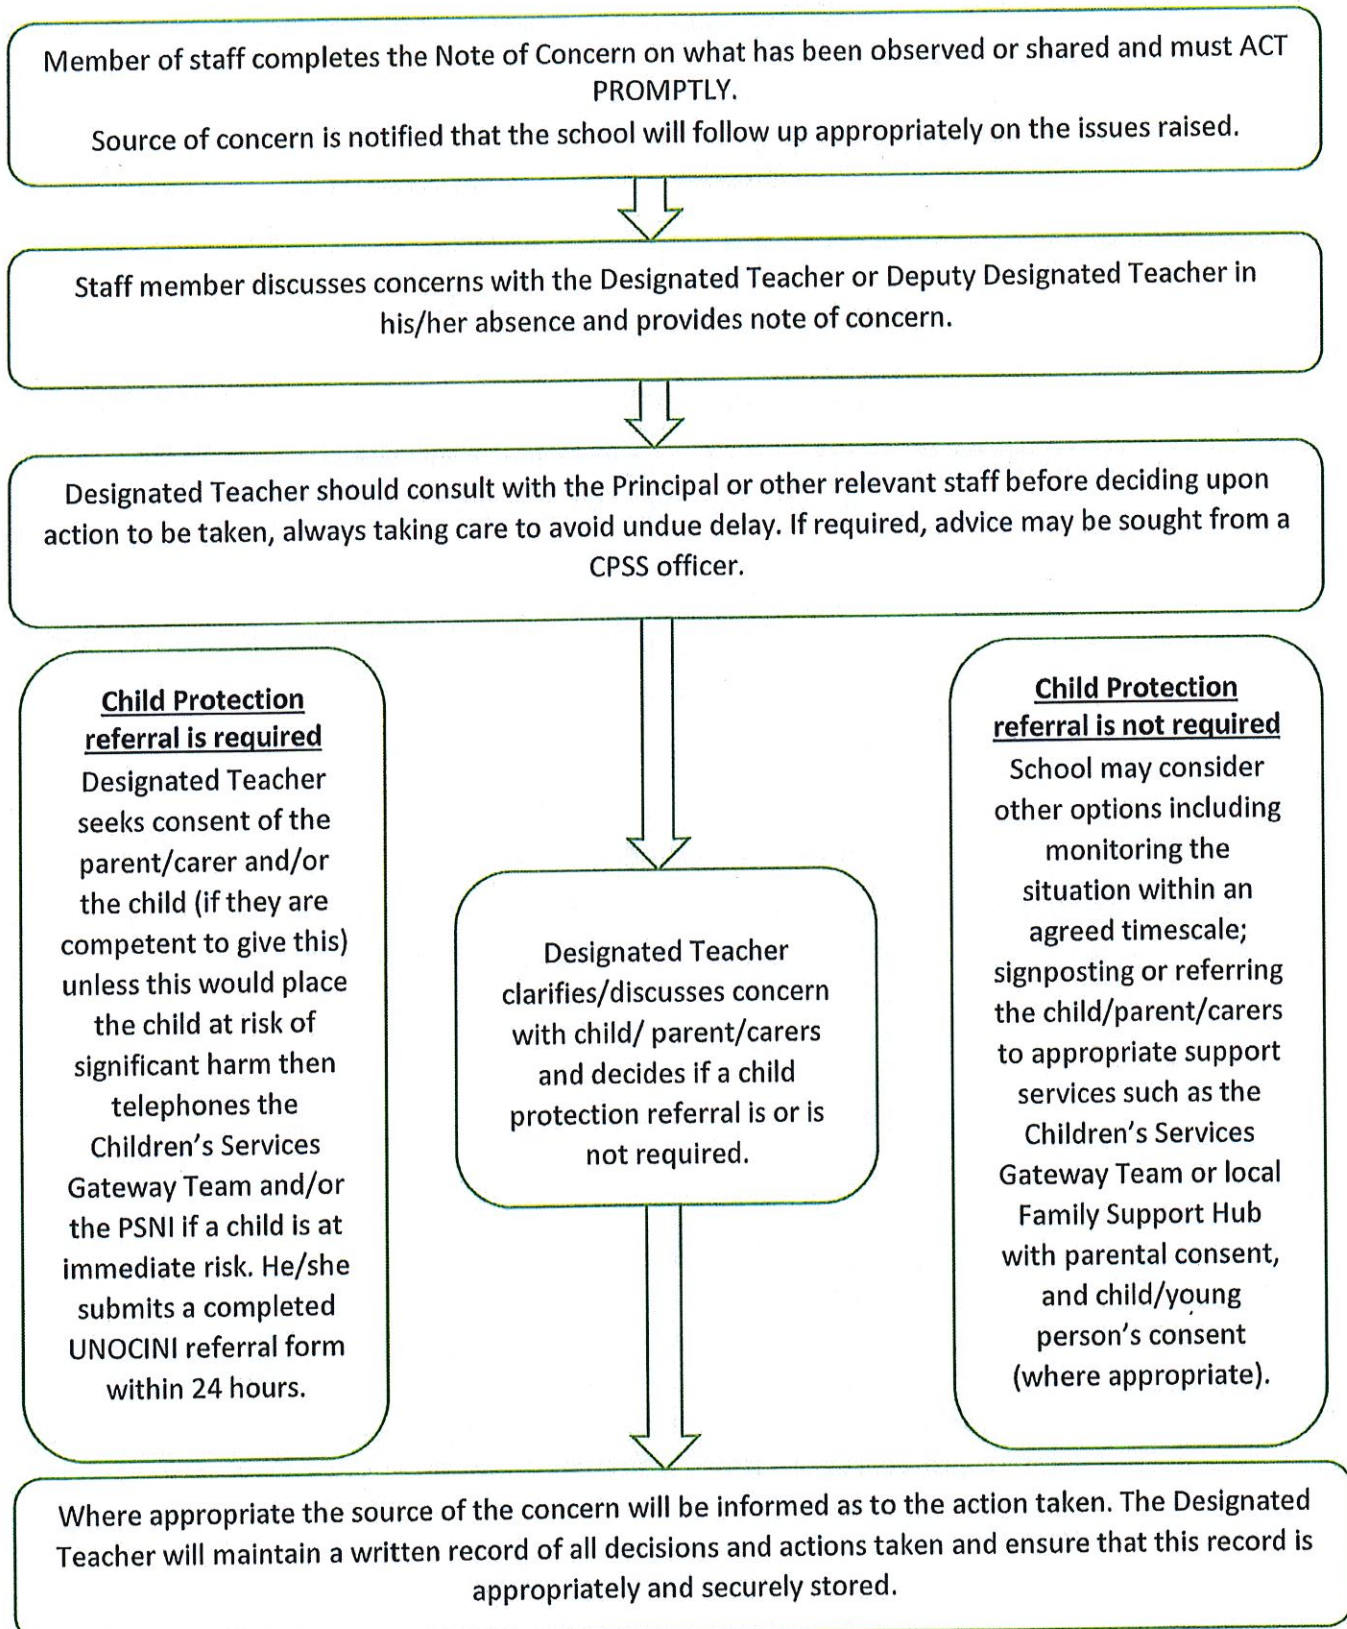 Member of staff completes the Note of Concern on what has been observed or shared and must ACT
PROMPTLY.
Source of concern is notified that the school will follow up appropriately on the issues raised.
Staff member discusses concerns with the Designated Teacher or Deputy Designated Teacher in
his/her absence and provides note of concern.
Designated Teacher should consult with the Principal or other relevant staff before deciding upon
action to be taken, always taking care to avoid undue delay. If required, advice may be sought from a
CPSS officer.
Child Protection
referral is required
Designated Teacher
seeks consent of the
parent/carer and/or
the child (if they are
competent to give this)
unless this would place
the child at risk of
significant harm then
telephones the
Children's Services
Gateway Team and/or
the PSNI if a child is at
immediate risk. He/she
submits a completed
UNOCINI referral form
within 24 hours.
Designated Teacher
clarifies/discusses concern
with child/ parent/carers
and decides if a child
protection referral is or is
not required.
Child Protection
referral is not required
School may consider
other options including
monitoring the
situation within an
agreed timescale;
signposting or referring
the child/parent/carers
to appropriate support
services such as the
Children's Services
Gateway Team or local
Family Support Hub
with parental consent,
and child/young
person's consent
(where appropriate).
Where appropriate the source of the concern will be informed as to the action taken. The Designated
Teacher will maintain a written record of all decisions and actions taken and ensure that this record is
appropriately and securely stored.